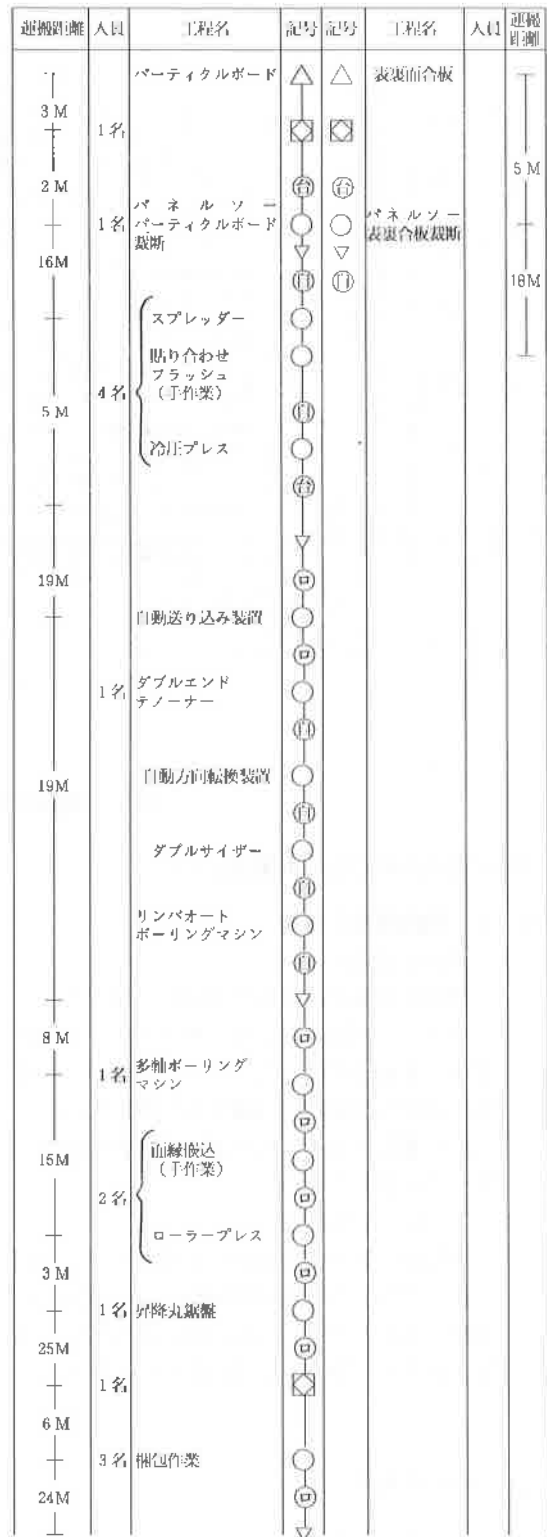 運搬距離 人員 工程名 記号 記号 工程名 人員 運搬距離
パーティクルボード 表裏面合板
3M
1名
5M
2M 台 台
1名 パネルソー パーティクルボード裁断 パネルソー 表裏合板裁断
16M
自 自 18M
スプレッダー
貼り合わせ
フラッシュ
(手作業)
4名
5M 自
冷圧プレス
台
19M ロ
自動送り込み装置
ロ
1名 ダブルエンド
テノーナー
自
自動方向転換装置
19M
自
ダブルサイザー
自
リンバオート
ボーリングマシン
自
8M ロ
1名 多軸ボーリング
マシン
ロ
面縁嵌込
(手作業)
15M
2名 ロ
ローラープレス
3M ロ
1名 昇降丸鋸盤
25M ロ
1名
6M
3名 梱包作業
24M ロ